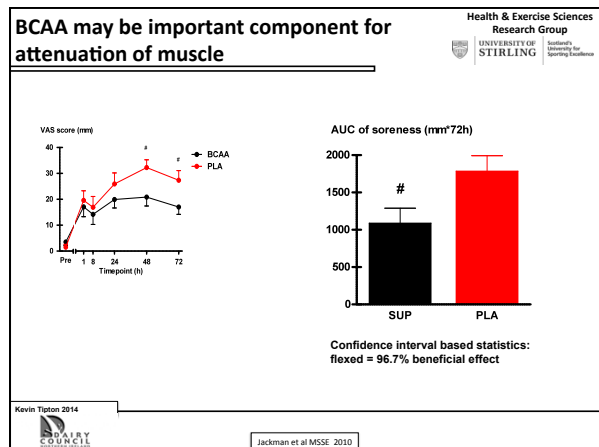 BCAA may be important component for
attenuation of muscle
Health & Exercise Sciences
Research Group
UNIVERSITY OF
STIRLING
Scotland's
University for
Sporting Excellence
VAS score (mm)
40
30
20
10
0
#
#
BCAA
PLA
Pre 1 8 24 48 72
Timepoint (h)
AUC of soreness (mm*72h)
2000
1500
1000
500
0
#
SUP PLA
Confidence interval based statistics:
flexed = 96.7% beneficial effect
Kevin Tipton 2014
DAIRY
COUNCIL
NORTHERN IRELAND
Jackman et al MSSE 2010